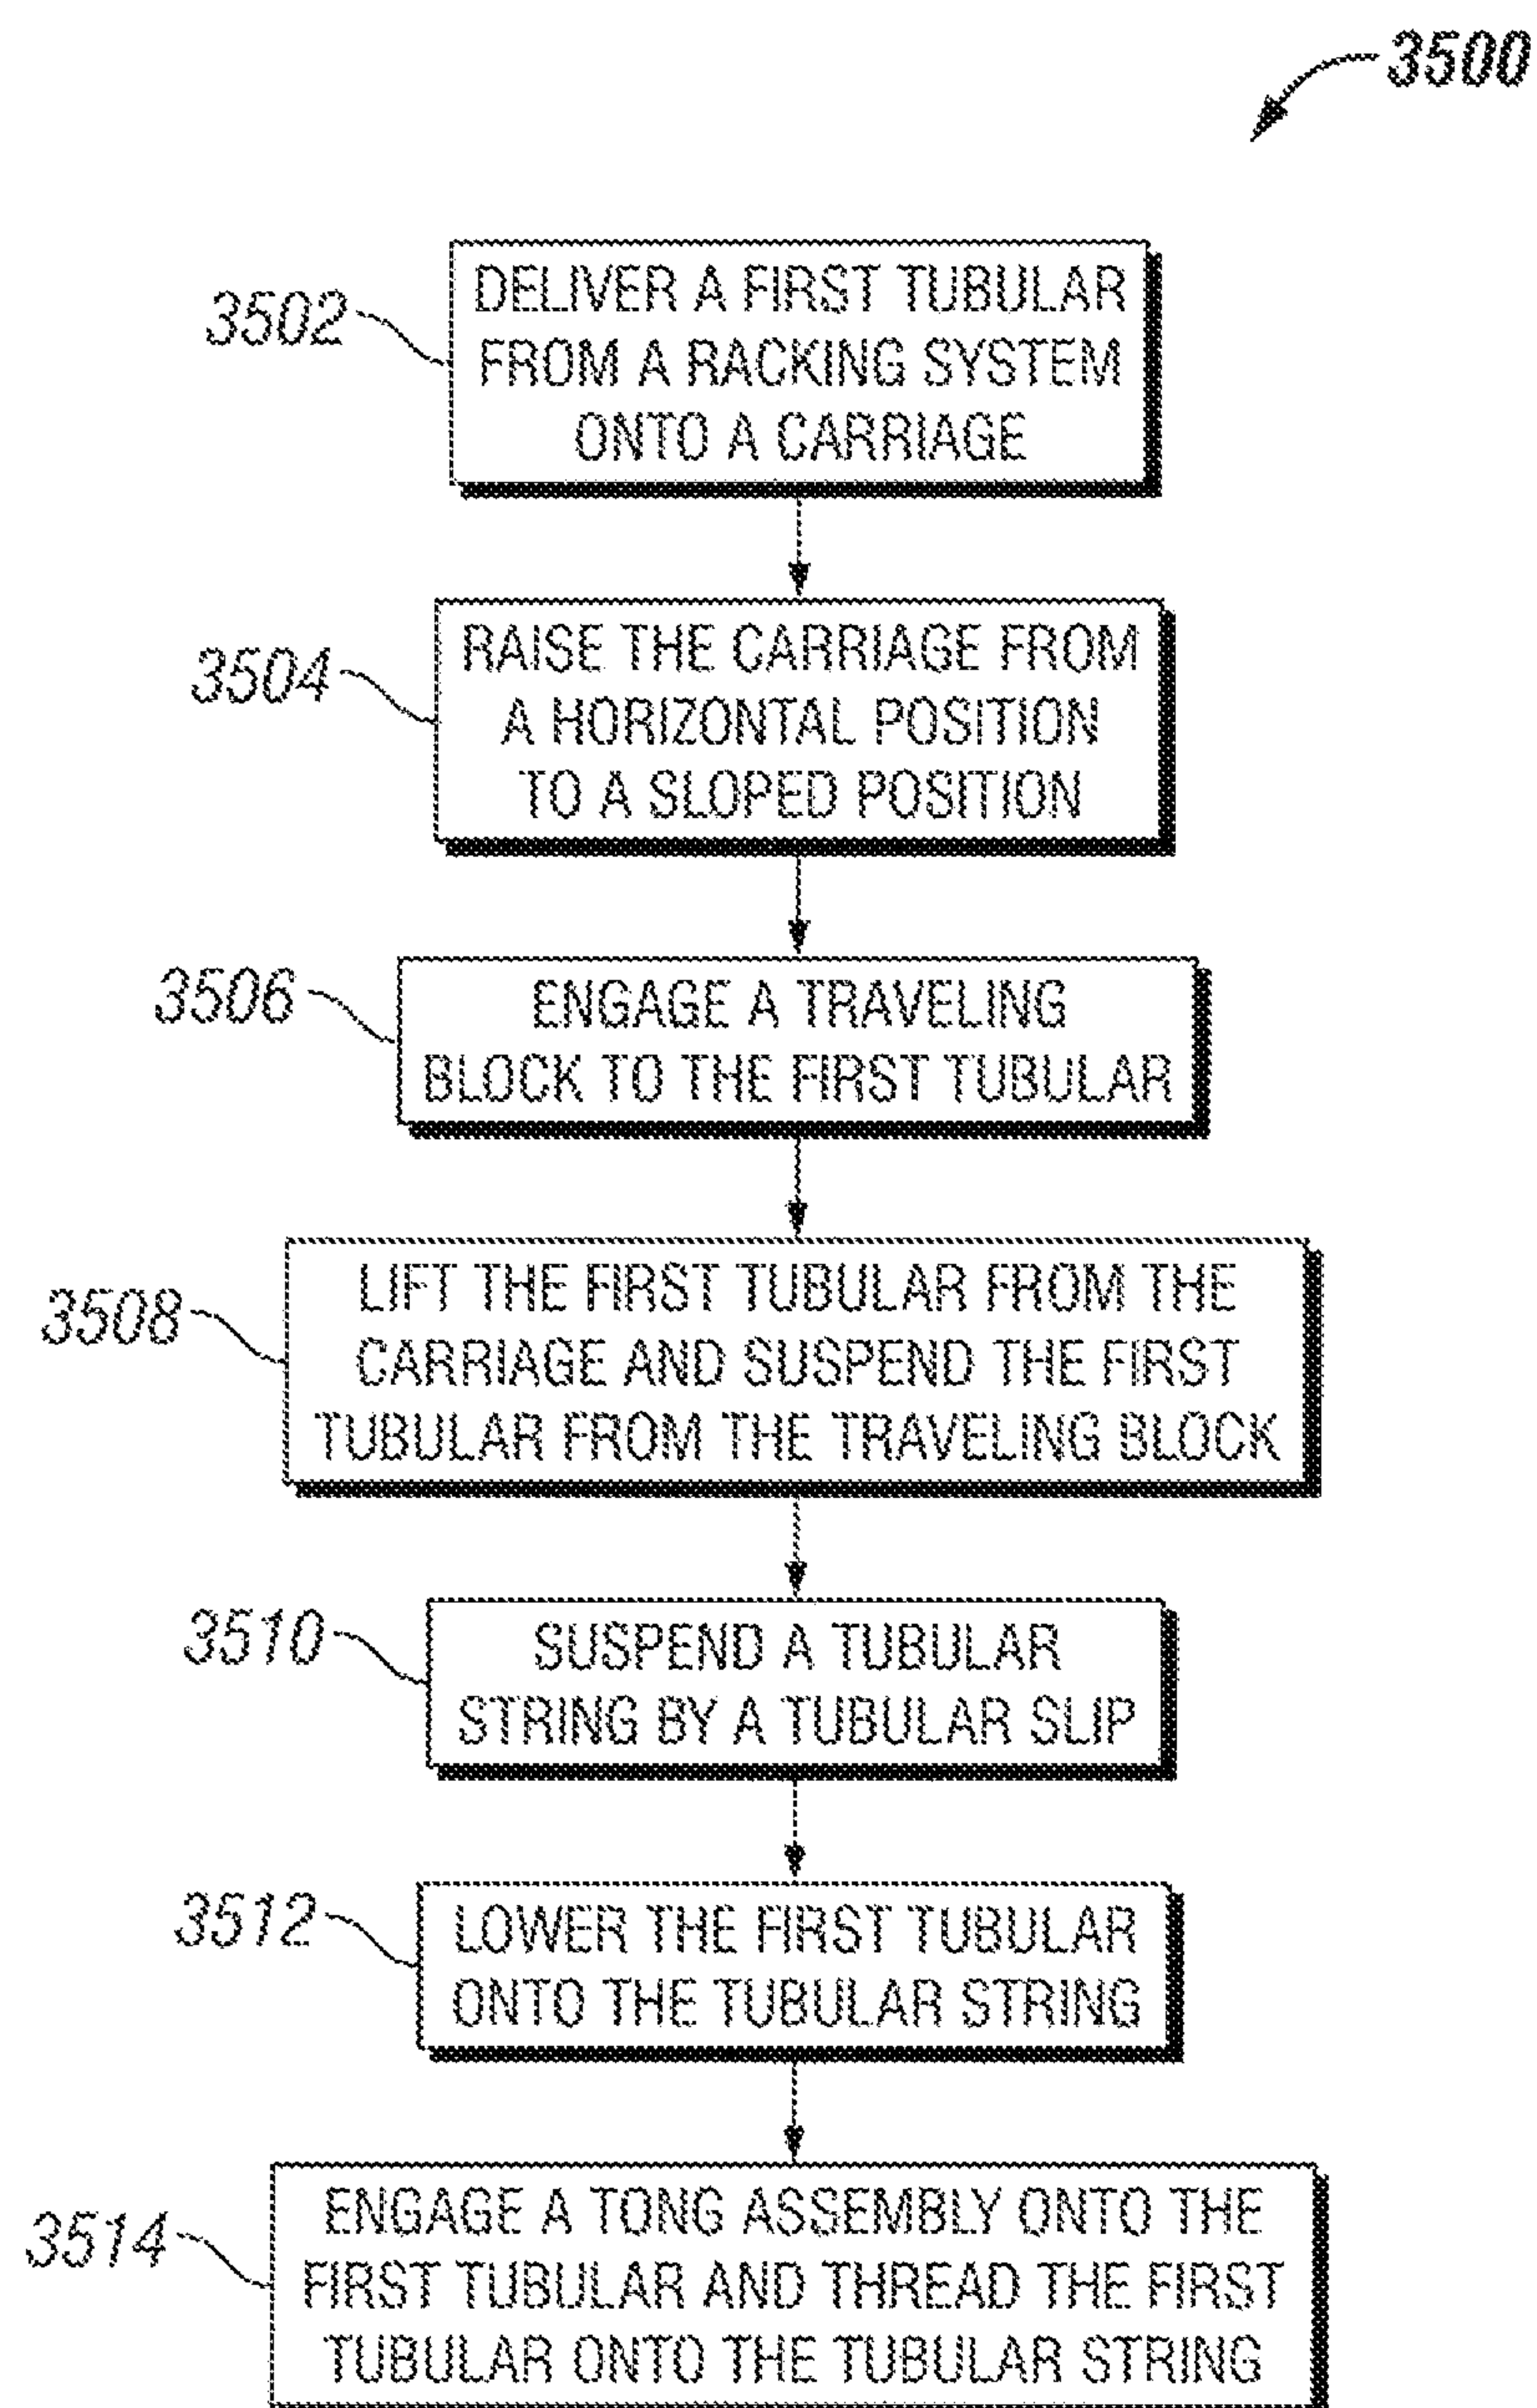 3500
3502
DELIVER A FIRST TUBULAR
FROM A RACKING SYSTEM
ONTO A CARRIAGE
3504
RAISE THE CARRIAGE FROM
A HORIZONTAL POSITION
TO A SLOPED POSITION
3506
ENGAGE A TRAVELING
BLOCK TO THE FIRST TUBULAR
3508
LIFT THE FIRST TUBULAR FROM THE
CARRIAGE AND SUSPEND THE FIRST
TUBULAR FROM THE TRAVELING BLOCK
3510
SUSPEND A TUBULAR
STRING BY A TUBULAR SLIP
3512
LOWER THE FIRST TUBULAR
ONTO THE TUBULAR STRING
3514
ENGAGE A TONG ASSEMBLY ONTO THE
FIRST TUBULAR AND THREAD THE FIRST
TUBULAR ONTO THE TUBULAR STRING